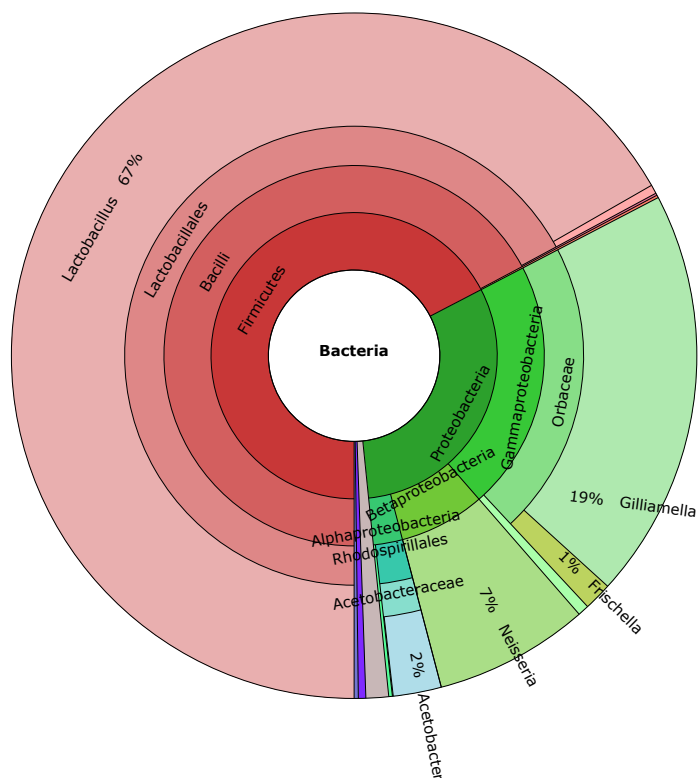 Bacteria
Firmicutes
Bacilli
Lactobacillales
Lactobacillus 67%
Proteobacteria
Gammaproteobacteria
Orbaceae
19% Gilliamella
1% Frischella
Betaproteobacteria
7% Neisseria
Alphaproteobacteria
Rhodospirillales
Acetobacteraceae
2% Acetobacter